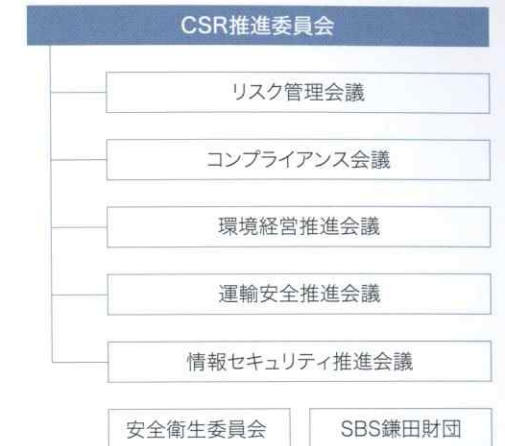 CSR推進委員会
リスク管理会議
コンプライアンス会議
環境経営推進会議
運輸安全推進会議
情報セキュリティ推進会議
安全衛生委員会
SBS鎌田財団